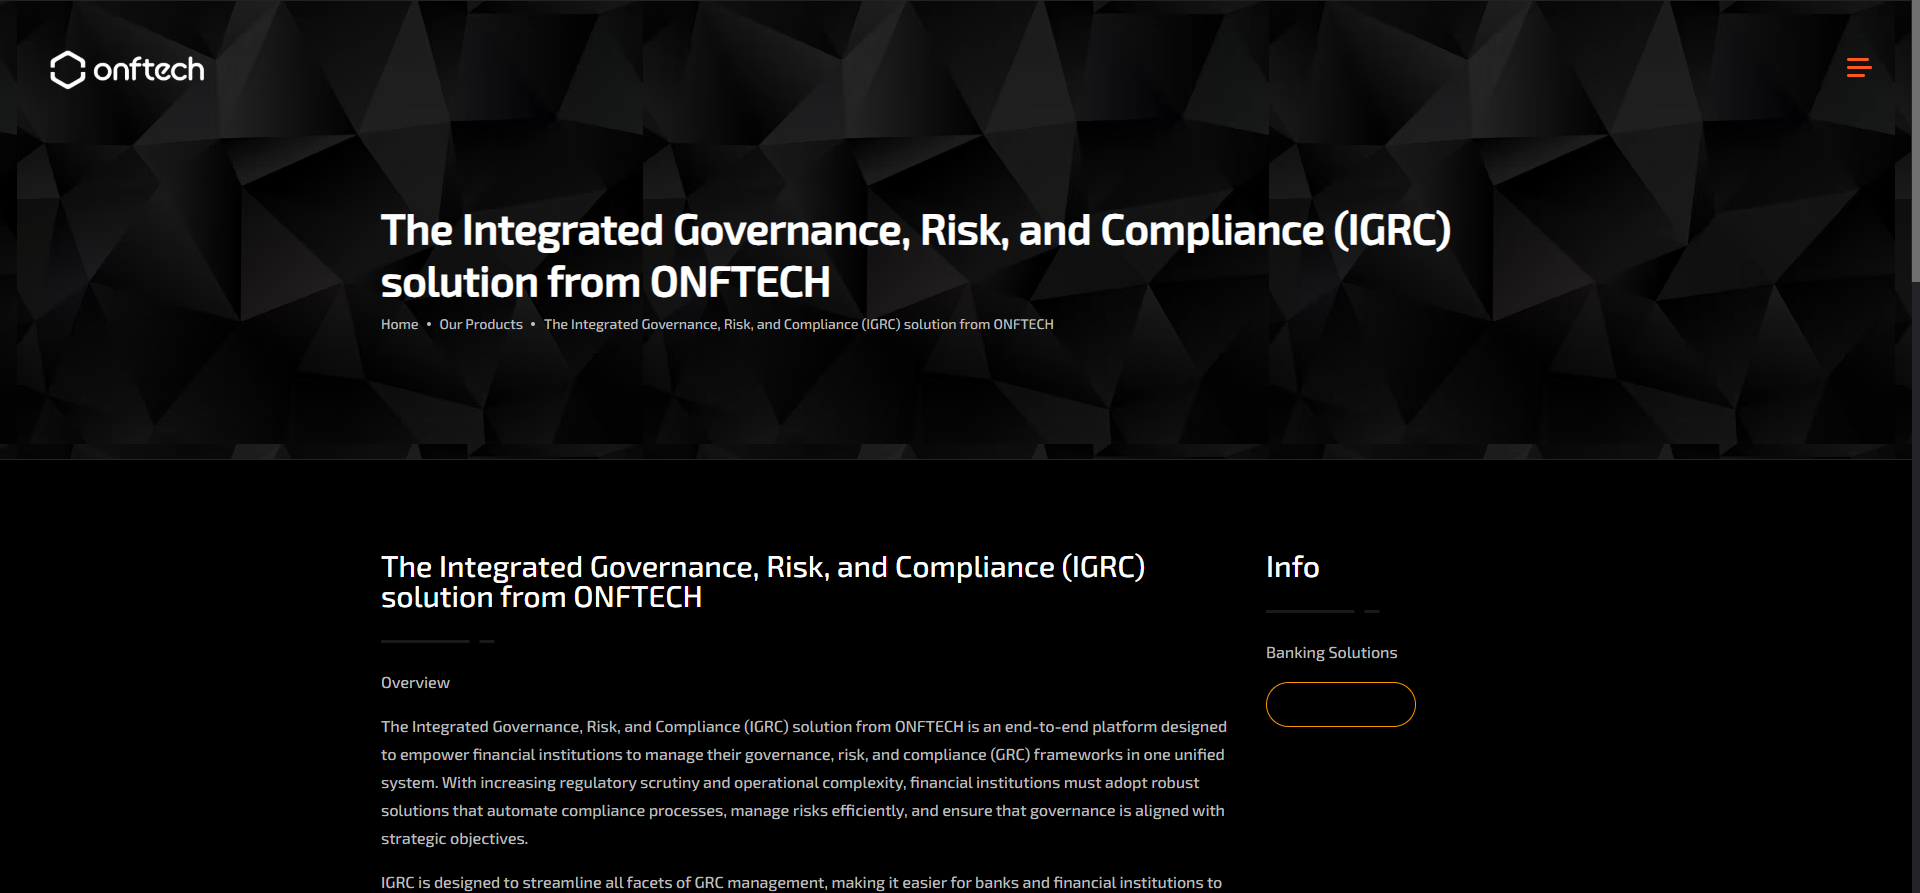 onftech
The Integrated Governance, Risk, and Compliance (IGRC)
solution from ONFTECH
Home • Our Products • The Integrated Governance, Risk, and Compliance (IGRC) solution from ONFTECH
The Integrated Governance, Risk, and Compliance (IGRC)
solution from ONFTECH
Overview
The Integrated Governance, Risk, and Compliance (IGRC) solution from ONFTECH is an end-to-end platform designed
to empower financial institutions to manage their governance, risk, and compliance (GRC) frameworks in one unified
system. With increasing regulatory scrutiny and operational complexity, financial institutions must adopt robust
solutions that automate compliance processes, manage risks efficiently, and ensure that governance is aligned with
strategic objectives.
IGRC is designed to streamline all facets of GRC management, making it easier for banks and financial institutions to
Info
Banking Solutions